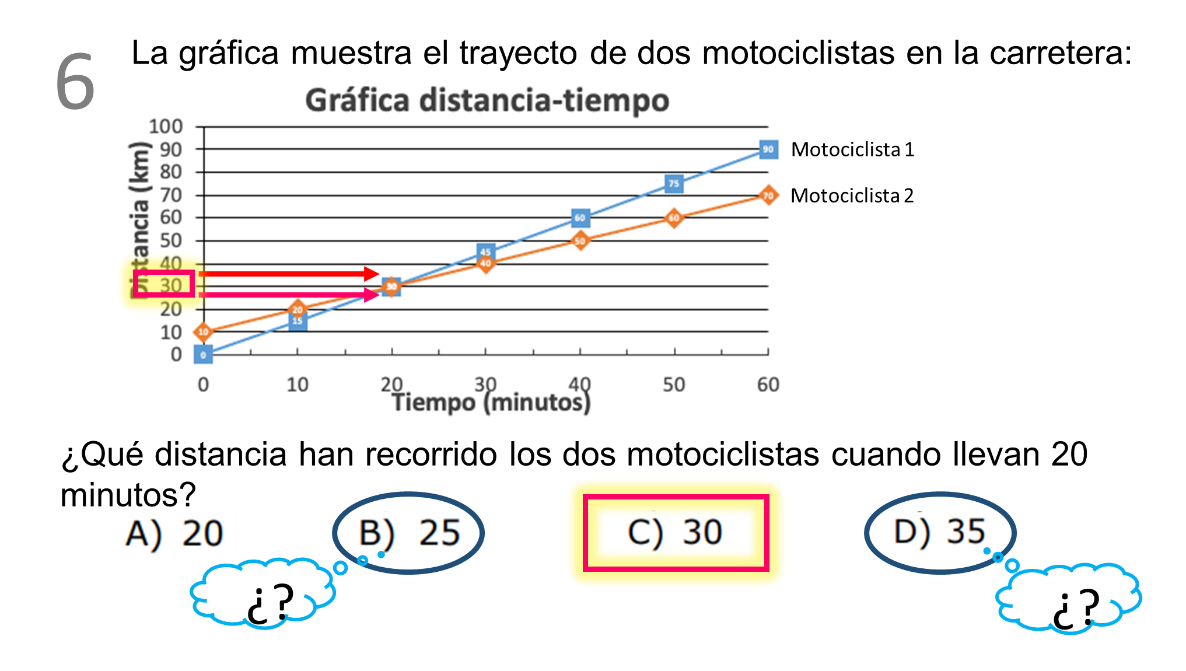 6
La gráfica muestra el trayecto de dos motociclistas en la carretera:
Gráfica distancia-tiempo
Distancia (km)
100
90
80
70
60
50
40
30
20
10
0
90
75
60
45
30
15
0
70
60
50
40
30
20
10
Motociclista 1
Motociclista 2
0 10 20 30 40 50 60
Tiempo (minutos)
¿Qué distancia han recorrido los dos motociclistas cuando llevan 20
minutos?
A) 20 B) 25 C) 30 D) 35
¿? ¿?